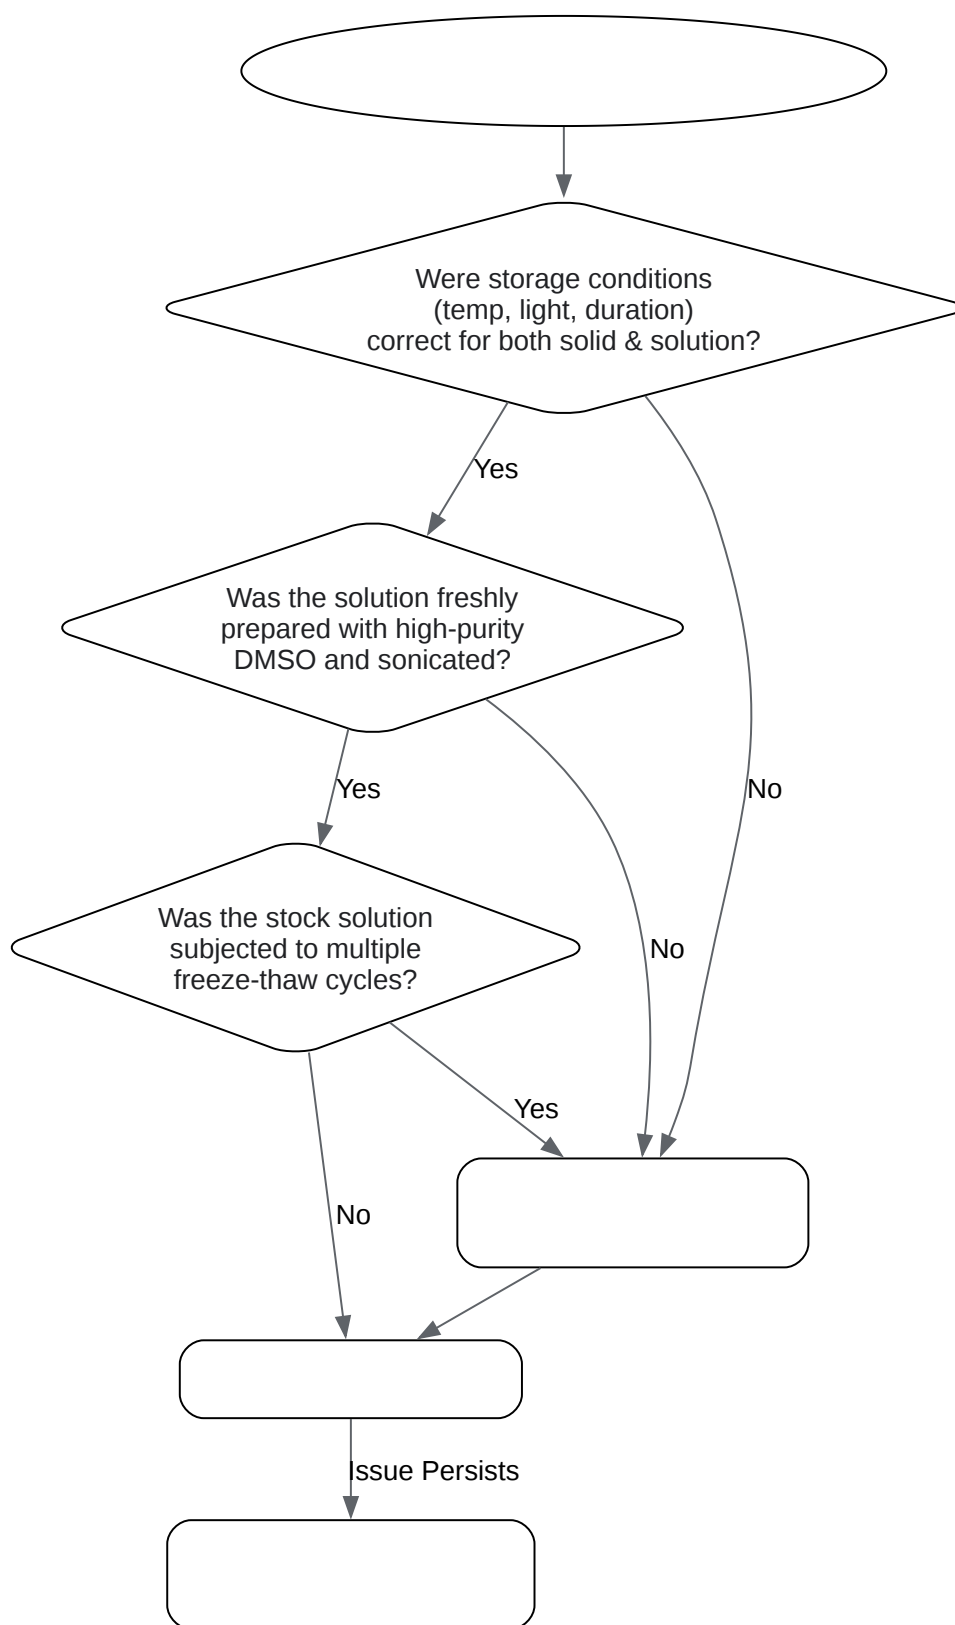 Were storage conditions
(temp, light, duration)
correct for both solid & solution?
Yes
Was the solution freshly
prepared with high-purity
DMSO and sonicated?
Yes
No
Was the stock solution
subjected to multiple
freeze-thaw cycles?
No
Yes
No
Issue Persists